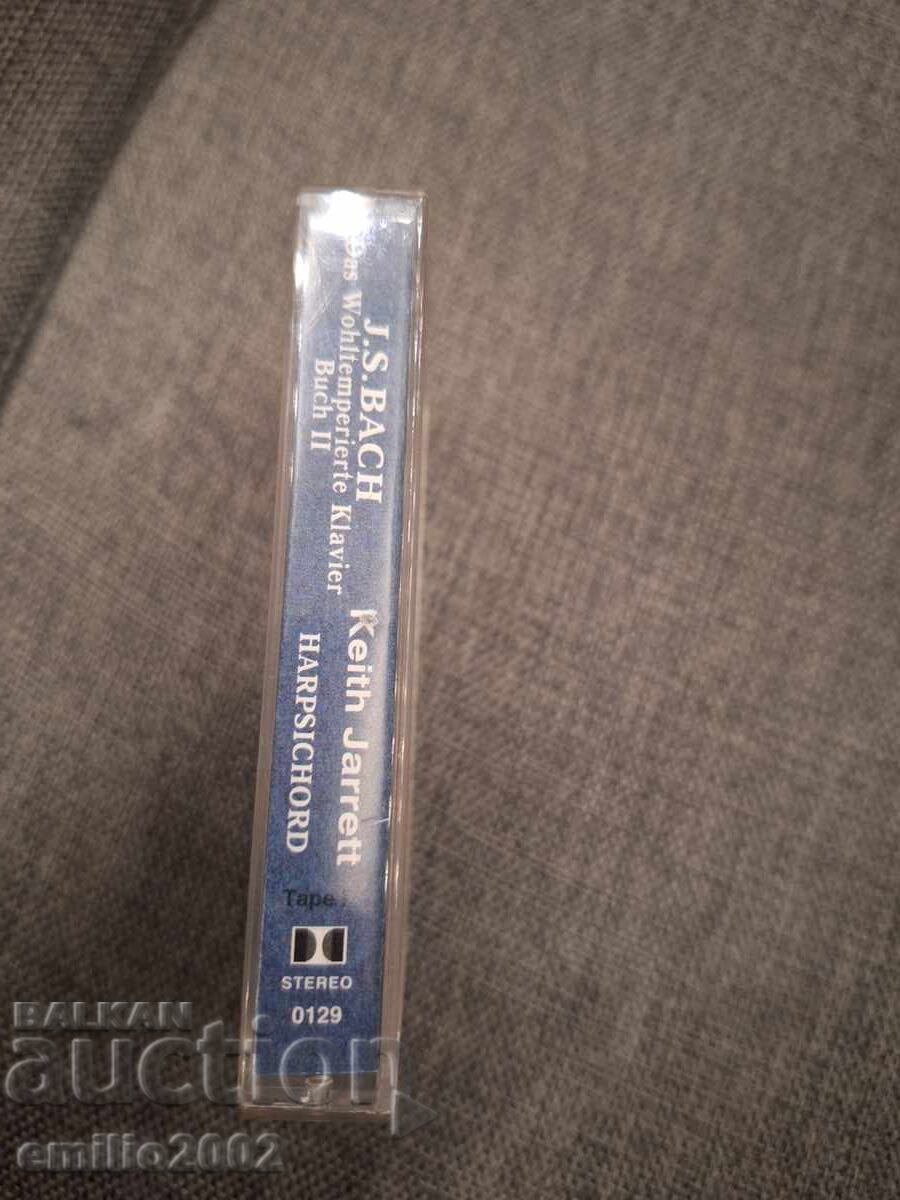 J.S.BACH
Das Wohltemperierte Klavier
Buch II
Keith Jarrett
HARPSICHORD
Tape
STEREO
0129
BALKAN
auction
emilio2002